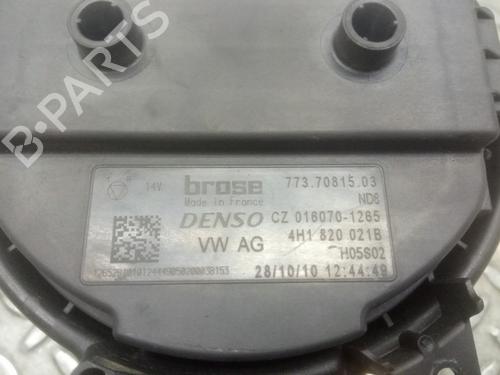 14V brose 773.70815.03
Made in France ND8
DENSO CZ 016070-1265
VW AG 4H1 820 021B
H05S02
28/10/10 12:44:49
B-PARTS